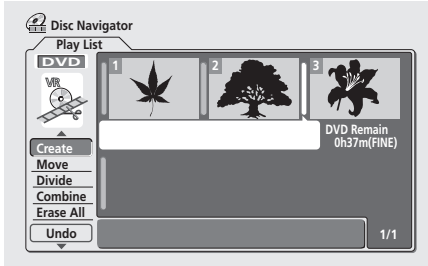 Disc Navigator
Play List
DVD
VR
1
2
3
DVD Remain
0h37m(FINE)
Create
Move
Divide
Combine
Erase All
Undo
1/1